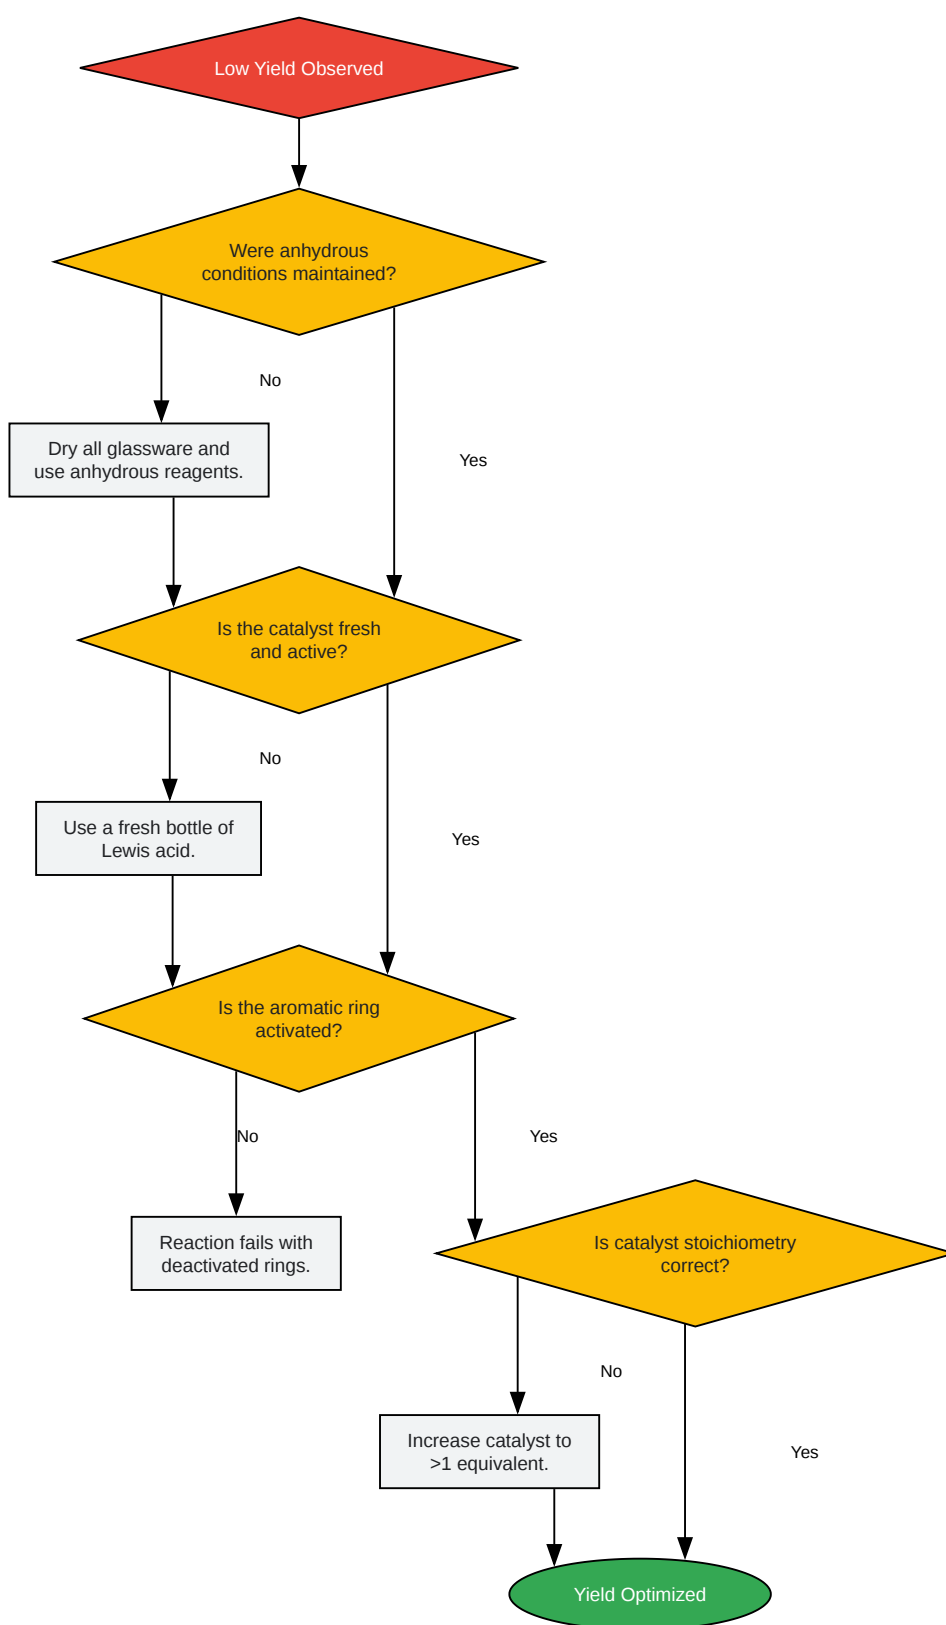 Low Yield Observed
Were anhydrous
conditions maintained?
No
Dry all glassware and
use anhydrous reagents.
Yes
Is the catalyst fresh
and active?
No
Use a fresh bottle of
Lewis acid.
Yes
Is the aromatic ring
activated?
No
Yes
Reaction fails with
deactivated rings.
Is catalyst stoichiometry
correct?
No
Increase catalyst to
>1 equivalent.
Yes
Yield Optimized